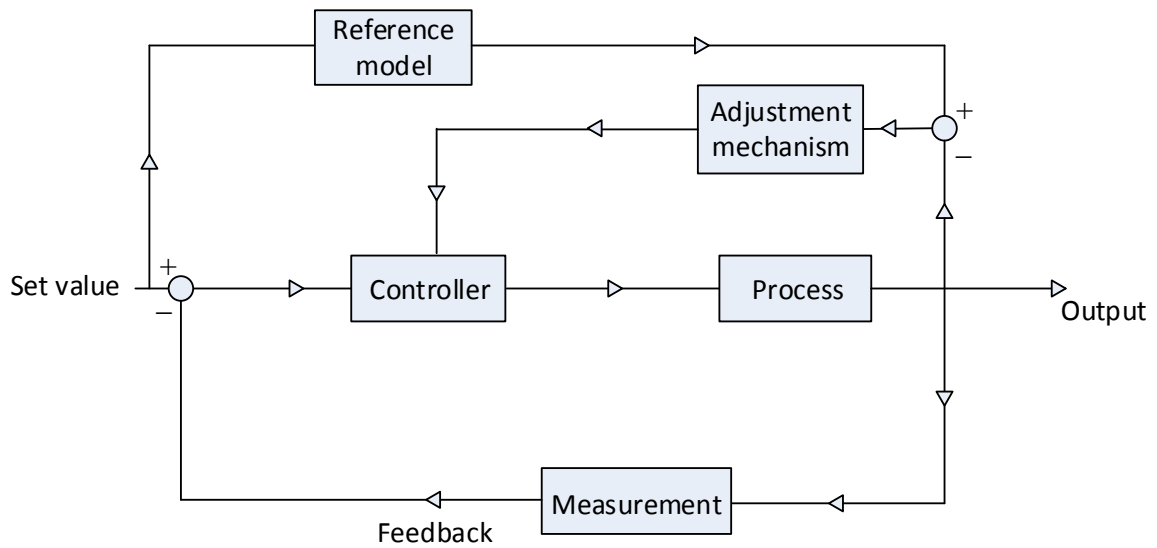 Reference
model
+
Adjustment
mechanism
−
+
Set value
Controller
Process
−
Output
Measurement
Feedback